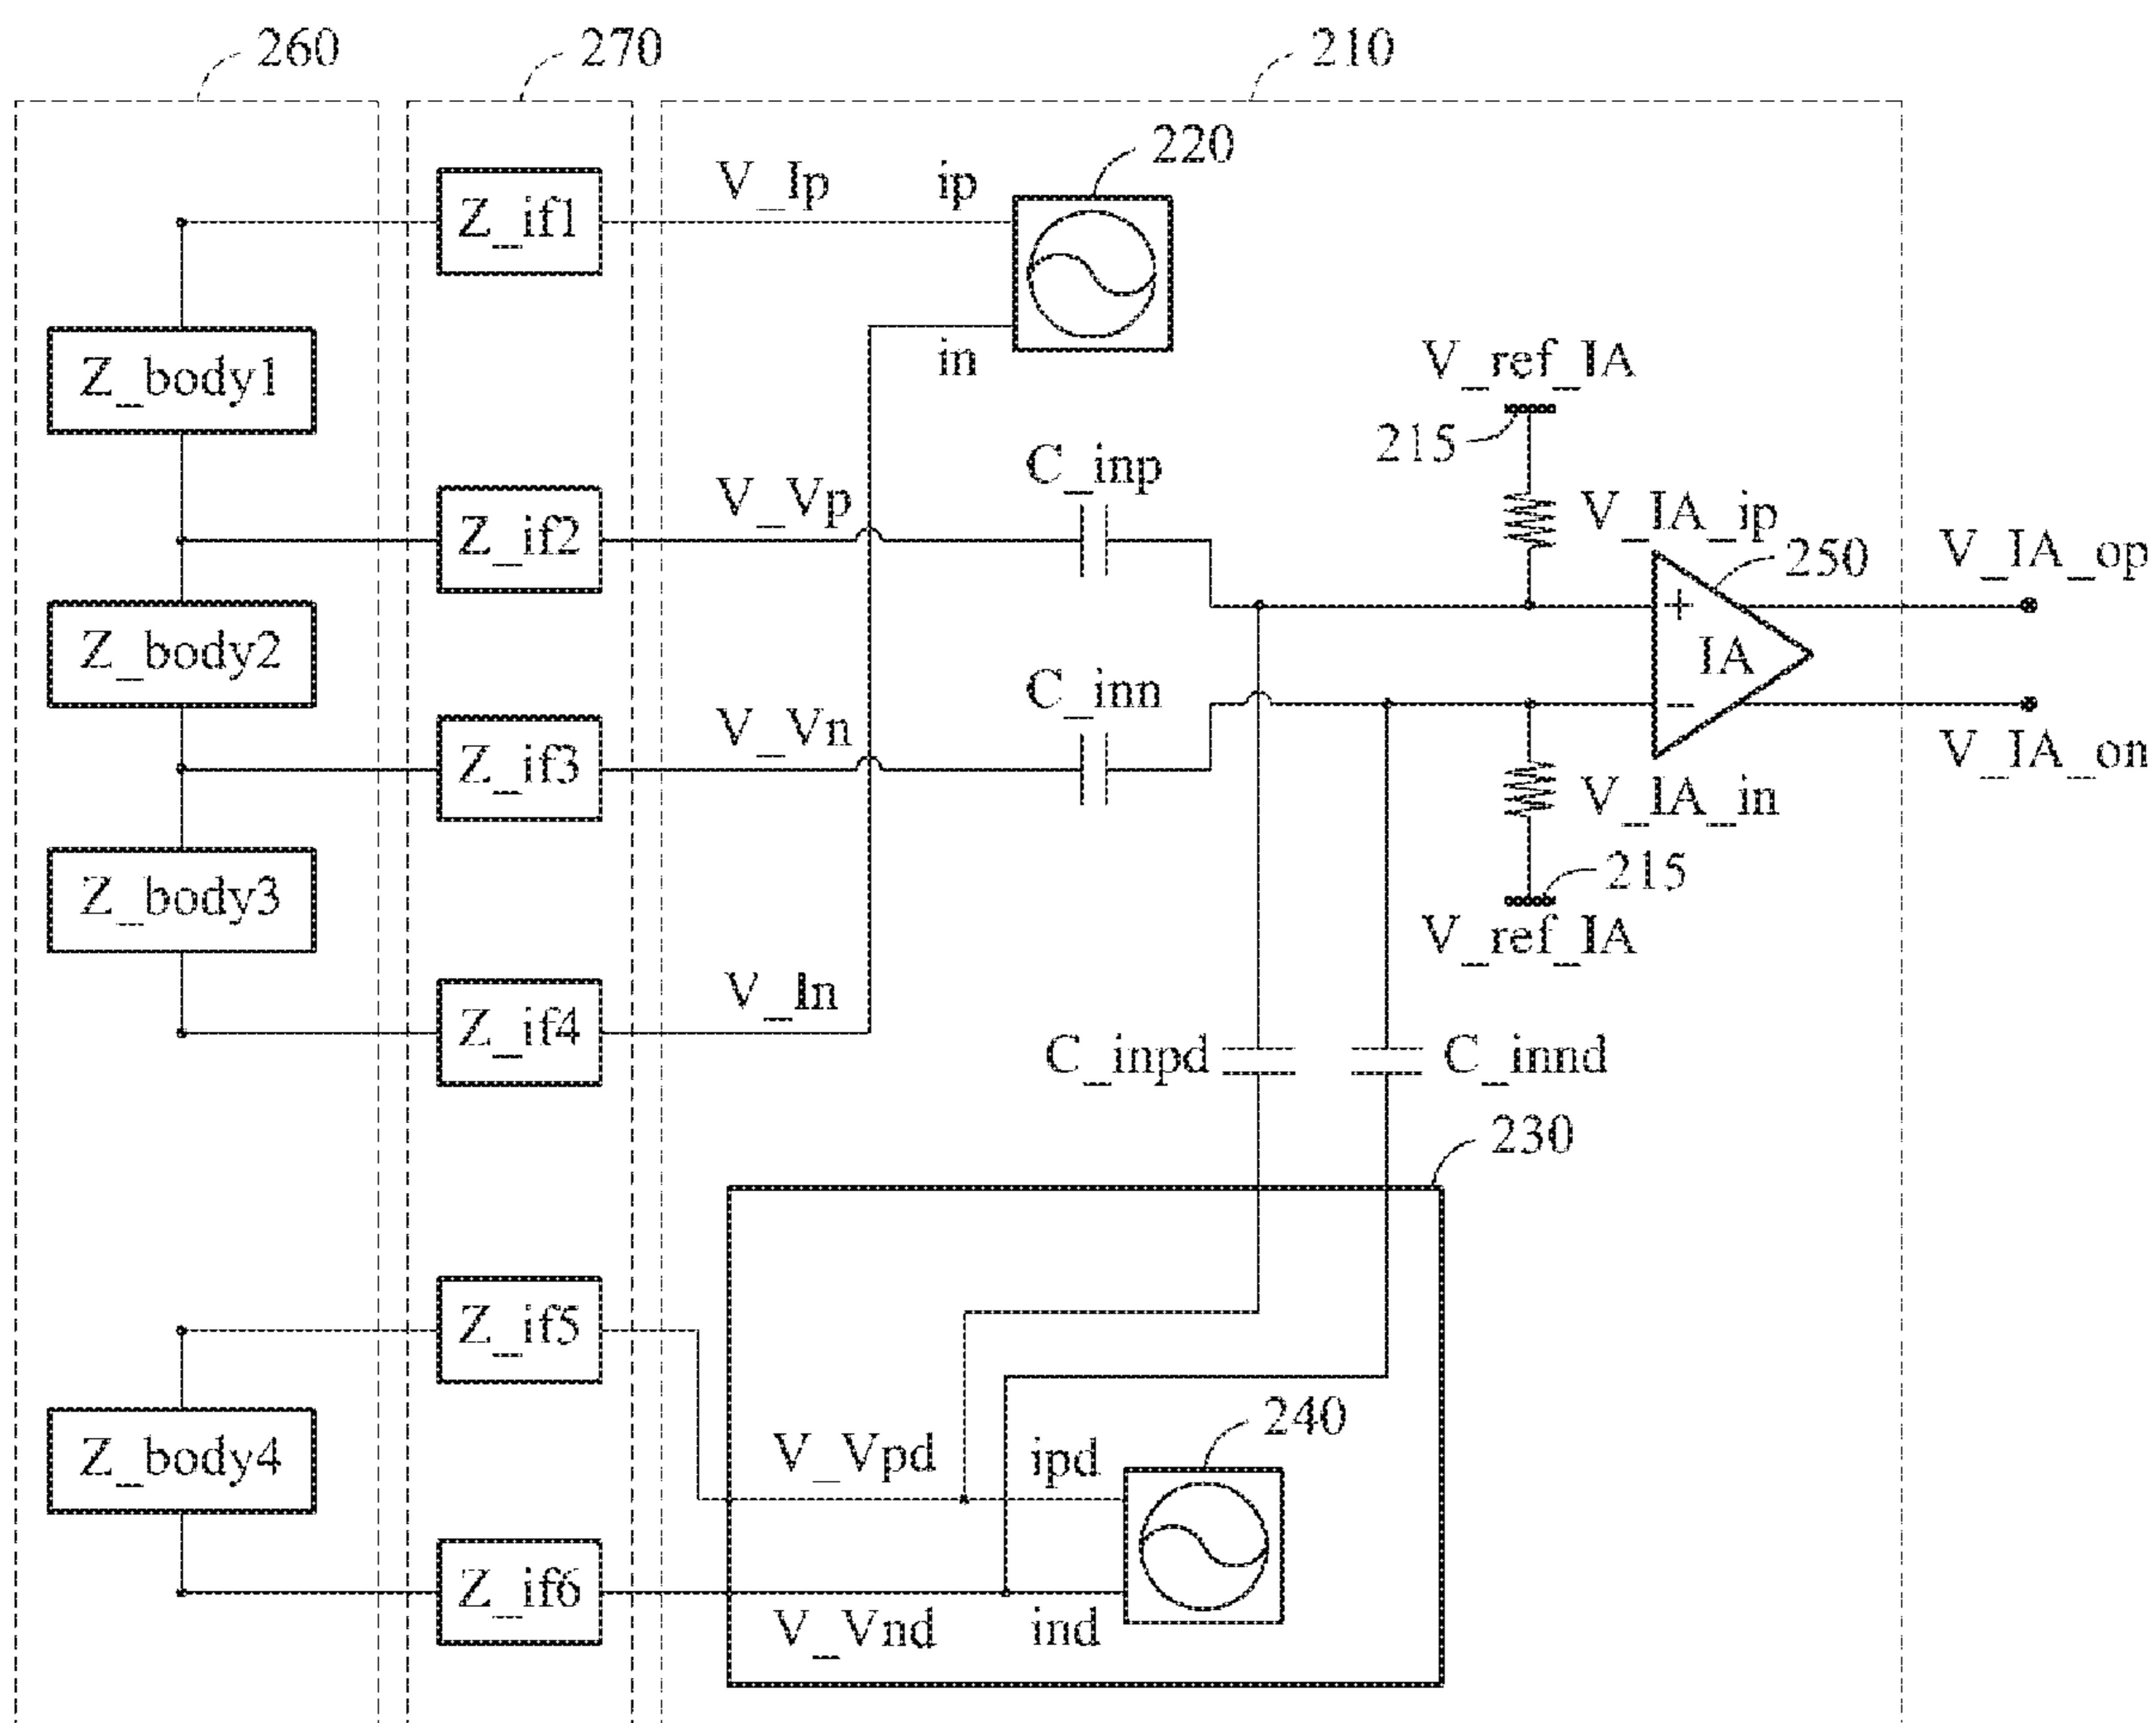 260
270
210
220
Z_if1
V_Ip
ip
in
Z_body1
V_ref_IA
215
C_inp
V_Vp
Z_if2
V_IA_ip
250
V_IA_op
+
IA
Z_body2
C_inn
V_Vn
Z_if3
-
V_IA_on
V_IA_in
Z_body3
215
V_ref_IA
V_In
Z_if4
C_inpd
C_innd
230
Z_if5
240
Z_body4
V_Vpd
ipd
Z_if6
V_Vnd
ind